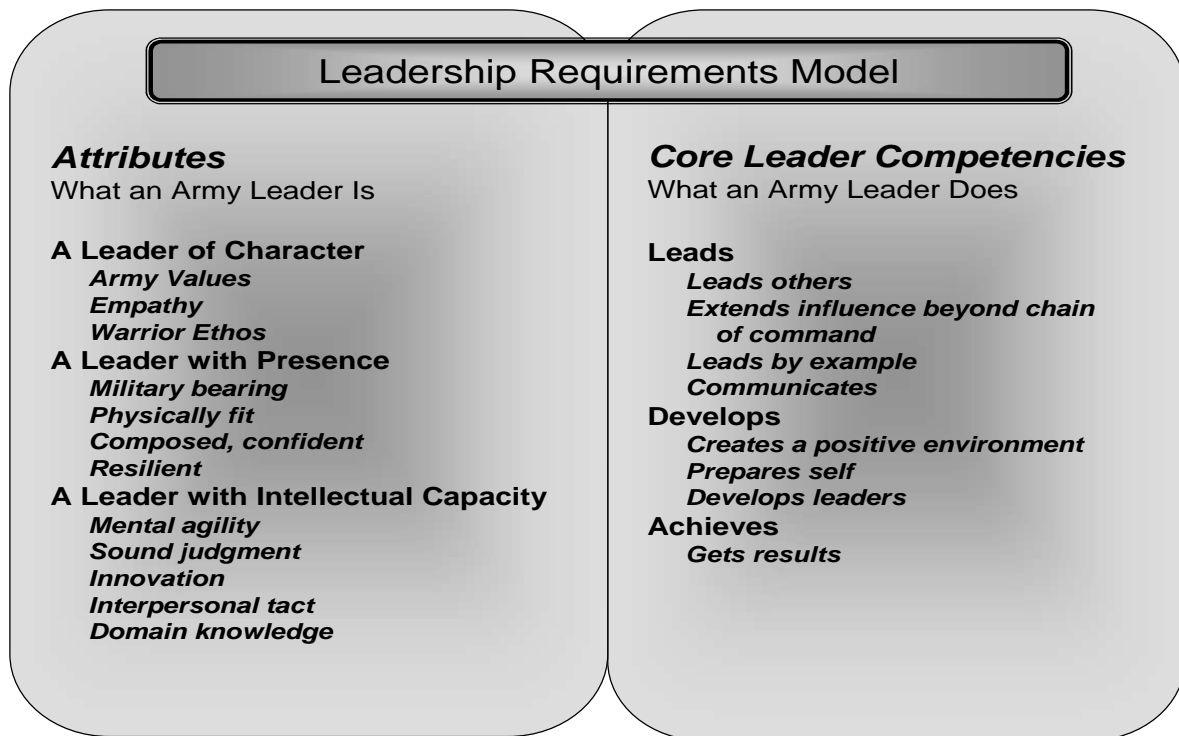 Leadership Requirements Model
Attributes
What an Army Leader Is
A Leader of Character
Army Values
Empathy
Warrior Ethos
A Leader with Presence
Military bearing
Physically fit
Composed, confident
Resilient
A Leader with Intellectual Capacity
Mental agility
Sound judgment
Innovation
Interpersonal tact
Domain knowledge
Core Leader Competencies
What an Army Leader Does
Leads
Leads others
Extends influence beyond chain
of command
Leads by example
Communicates
Develops
Creates a positive environment
Prepares self
Develops leaders
Achieves
Gets results